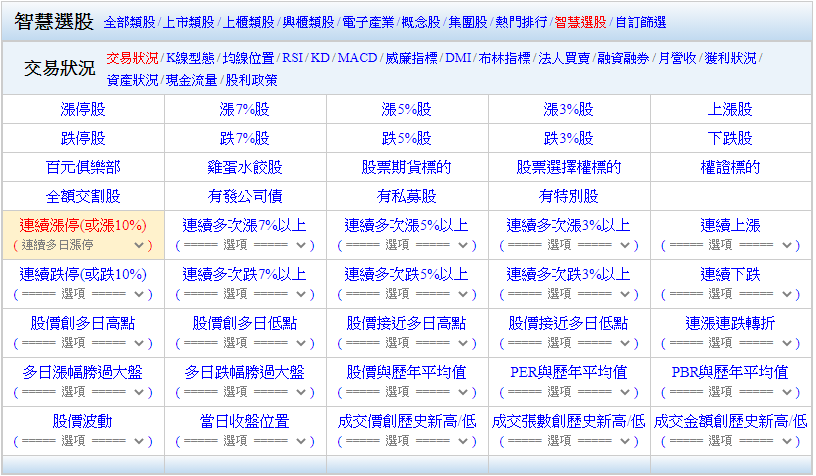 智慧選股 全部類股 / 上市類股 / 上櫃類股 / 興櫃類股 / 電子產業 / 概念股 / 集團股 / 熱門排行 / 智慧選股 / 自訂篩選
交易狀況 交易狀況 / K線型態 / 均線位置 / RSI / KD / MACD / 威廉指標 / DMI / 布林指標 / 法人買賣 / 融資融券 / 月營收 / 獲利狀況 /
資產狀況 / 現金流量 / 股利政策
漲停股 漲7%股 漲5%股 漲3%股 上漲股
跌停股 跌7%股 跌5%股 跌3%股 下跌股
百元俱樂部 雞蛋水餃股 股票期貨標的 股票選擇權標的 權證標的
全額交割股 有發公司債 有私募股 有特別股
連續漲停(或漲10%) 連續多次漲7%以上 連續多次漲5%以上 連續多次漲3%以上 連續上漲
( 連續多日漲停 ) ( ===== 選項 ===== ) ( ===== 選項 ===== ) ( ===== 選項 ===== ) ( ===== 選項 ===== )
連續跌停(或跌10%) 連續多次跌7%以上 連續多次跌5%以上 連續多次跌3%以上 連續下跌
( ===== 選項 ===== ) ( ===== 選項 ===== ) ( ===== 選項 ===== ) ( ===== 選項 ===== ) ( ===== 選項 ===== )
股價創多日高點 股價創多日低點 股價接近多日高點 股價接近多日低點 連漲連跌轉折
( ===== 選項 ===== ) ( ===== 選項 ===== ) ( ===== 選項 ===== ) ( ===== 選項 ===== ) ( ===== 選項 ===== )
多日漲幅勝過大盤 多日跌幅勝過大盤 股價與歷年平均值 PER與歷年平均值 PBR與歷年平均值
( ===== 選項 ===== ) ( ===== 選項 ===== ) ( ===== 選項 ===== ) ( ===== 選項 ===== ) ( ===== 選項 ===== )
股價波動 當日收盤位置 成交價創歷史新高/低 成交張數創歷史新高/低 成交金額創歷史新高/低
( ===== 選項 ===== ) ( ===== 選項 ===== ) ( ===== 選項 ===== ) ( ===== 選項 ===== ) ( ===== 選項 ===== )